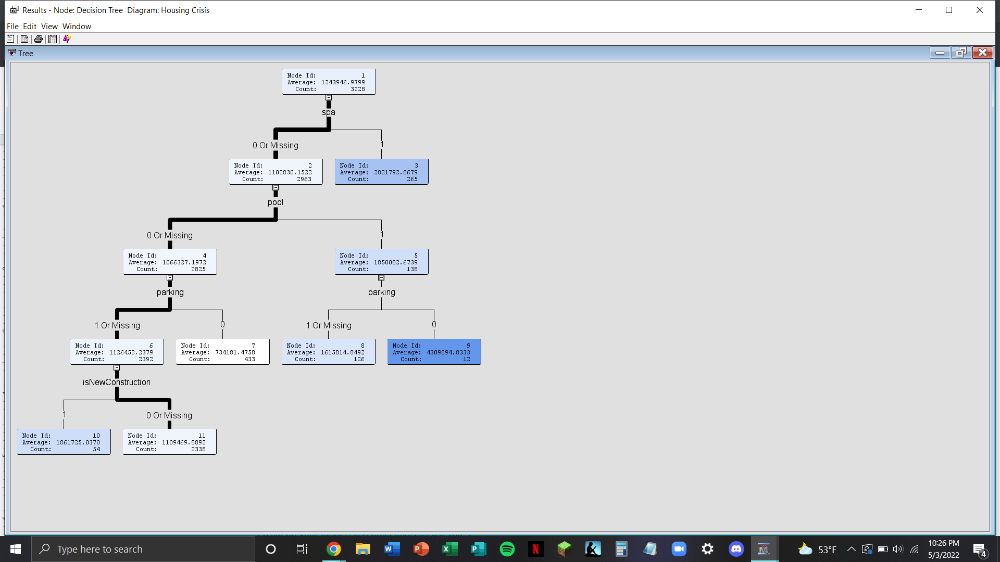 Results - Node: Decision Tree  Diagram: Housing Crisis
File Edit View Window
Tree
Node Id: 1
Average: 1243946.9799
Count: 3228
spa
0 Or Missing
1
Node Id: 2
Average: 1102830.1522
Count: 2963
Node Id: 3
Average: 2821792.8679
Count: 265
pool
0 Or Missing
1
Node Id: 4
Average: 1066327.1972
Count: 2825
Node Id: 5
Average: 1850082.6739
Count: 138
parking
parking
1 Or Missing
0
1 Or Missing
0
Node Id: 6
Average: 1126452.2379
Count: 2392
Node Id: 7
Average: 734181.4758
Count: 433
Node Id: 8
Average: 1615814.8492
Count: 126
Node Id: 9
Average: 4309894.8333
Count: 12
isNewConstruction
1
0 Or Missing
Node Id: 10
Average: 1861725.0370
Count: 54
Node Id: 11
Average: 1109469.8892
Count: 2338
Type here to search
53°F
10:26 PM
5/3/2022
4